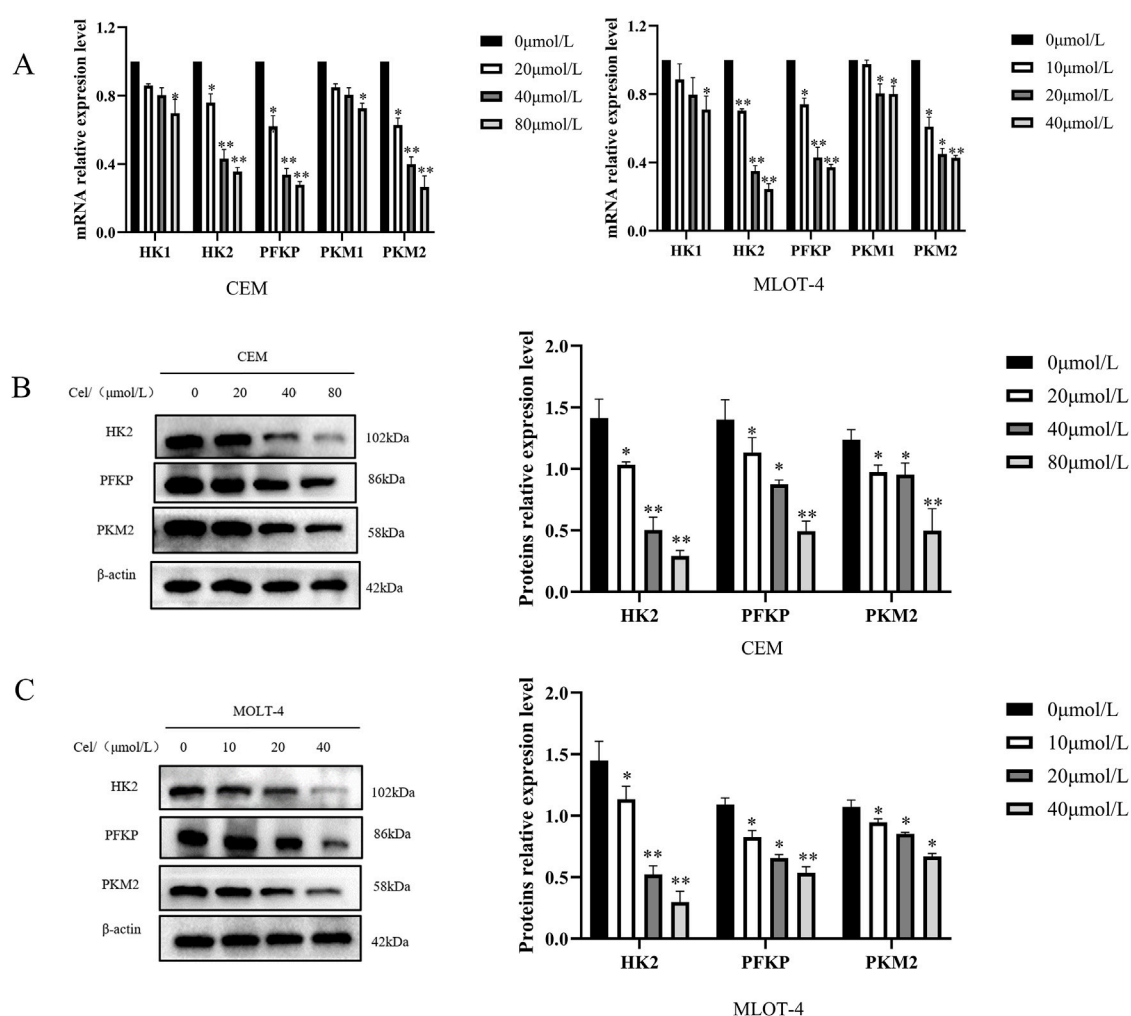 A
mRNA relative expresion level
1.2
0.8
0.4
0.0
* * ** ** * ** ** * * ** **
HK1 HK2 PFKP PKM1 PKM2
CEM
0μmol/L
20μmol/L
40μmol/L
80μmol/L
mRNA relative expresion level
1.2
0.8
0.4
0.0
* ** ** ** * ** ** * * * * **
HK1 HK2 PFKP PKM1 PKM2
MLOT-4
0μmol/L
10μmol/L
20μmol/L
40μmol/L
B
CEM
Cel/（μmol/L） 0 20 40 80
HK2 102kDa
PFKP 86kDa
PKM2 58kDa
β-actin 42kDa
Proteins relative expresion level
2.0
1.5
1.0
0.5
0.0
* ** ** * * ** * * **
HK2 PFKP PKM2
CEM
0μmol/L
20μmol/L
40μmol/L
80μmol/L
C
MOLT-4
Cel/（μmol/L） 0 10 20 40
HK2 102kDa
PFKP 86kDa
PKM2 58kDa
β-actin 42kDa
Proteins relative expresion level
2.0
1.5
1.0
0.5
0.0
* ** ** * * ** * * *
HK2 PFKP PKM2
MLOT-4
0μmol/L
10μmol/L
20μmol/L
40μmol/L